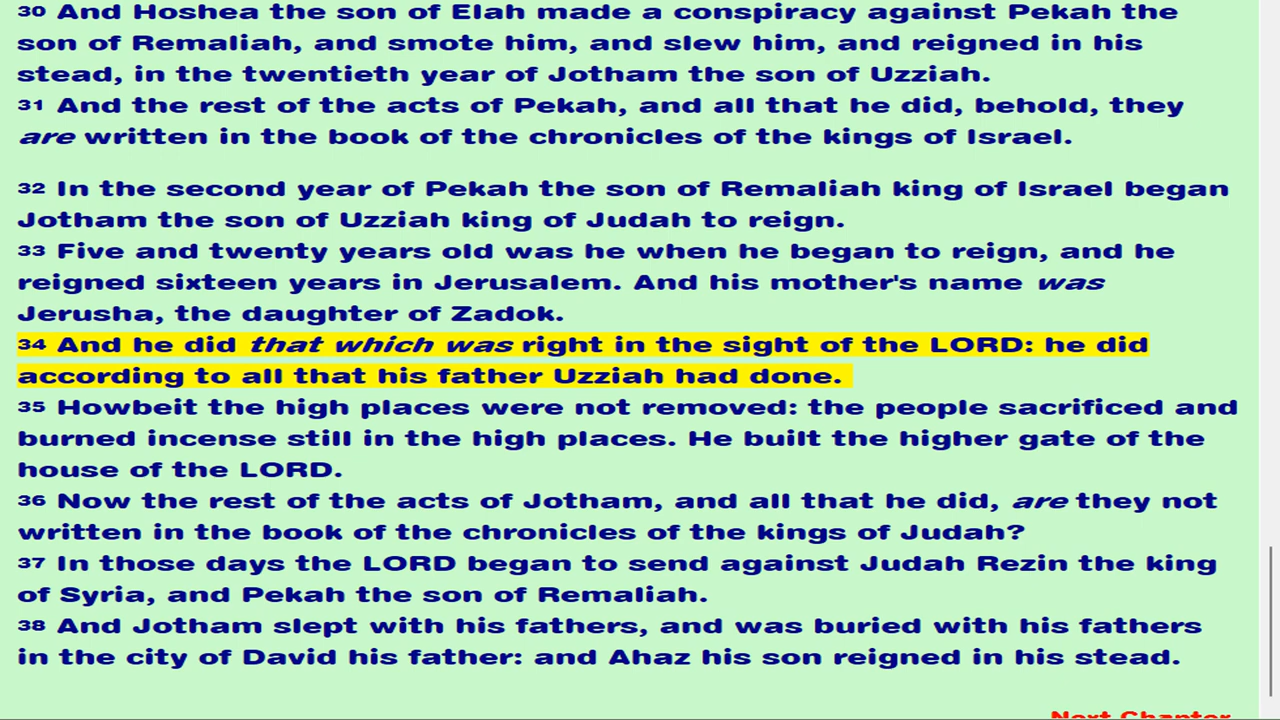 30 And Hoshea the son of Elah made a conspiracy against Pekah the
son of Remaliah, and smote him, and slew him, and reigned in his
stead, in the twentieth year of Jotham the son of Uzziah.
31 And the rest of the acts of Pekah, and all that he did, behold, they
are written in the book of the chronicles of the kings of Israel.
32 In the second year of Pekah the son of Remaliah king of Israel began
Jotham the son of Uzziah king of Judah to reign.
33 Five and twenty years old was he when he began to reign, and he
reigned sixteen years in Jerusalem. And his mother's name was
Jerusha, the daughter of Zadok.
34 And he did that which was right in the sight of the LORD: he did
according to all that his father Uzziah had done.
35 Howbeit the high places were not removed: the people sacrificed and
burned incense still in the high places. He built the higher gate of the
house of the LORD.
36 Now the rest of the acts of Jotham, and all that he did, are they not
written in the book of the chronicles of the kings of Judah?
37 In those days the LORD began to send against Judah Rezin the king
of Syria, and Pekah the son of Remaliah.
38 And Jotham slept with his fathers, and was buried with his fathers
in the city of David his father: and Ahaz his son reigned in his stead.
Next Chapter